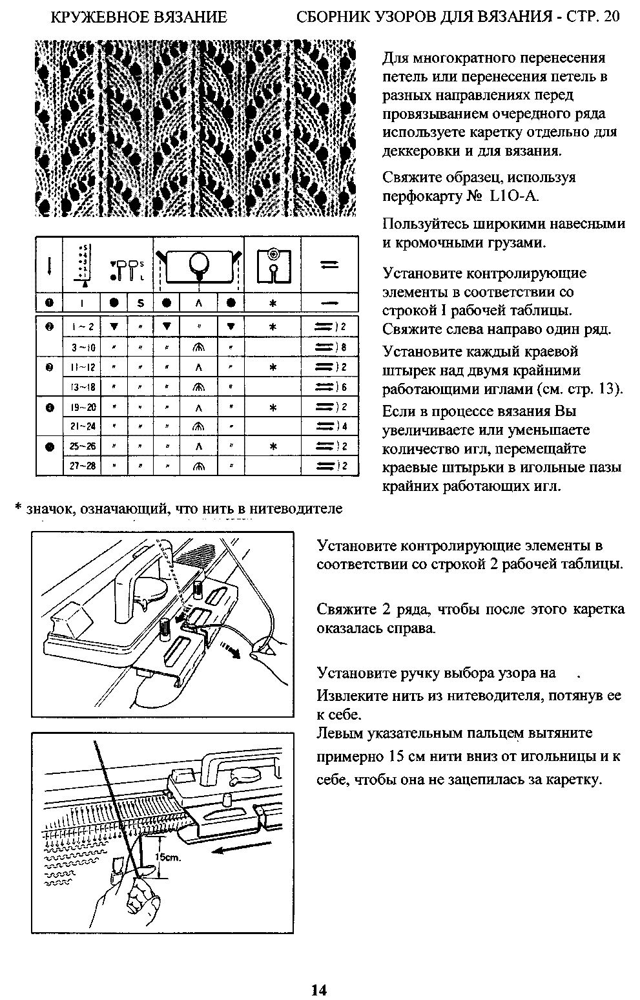 КРУЖЕВНОЕ ВЯЗАНИЕ СБОРНИК УЗОРОВ ДЛЯ ВЯЗАНИЯ - СТР. 20
Для многократного перенесения
петель или перенесения петель в
разных направлениях перед
провязыванием очередного ряда
используете каретку отдельно для
деккеровки и для вязания.
Свяжите образец, используя
перфокарту № L1O-A.
Пользуйтесь широкими навесными
и кромочными грузами.
Установите контролирующие
элементы в соответствии со
строкой I рабочей таблицы.
Свяжите слева направо один ряд.
Установите каждый краевой
штырек над двумя крайними
работающими иглами (см. стр. 13).
Если в процессе вязания Вы
увеличиваете или уменьшаете
количество игл, перемещайте
краевые штырьки в игольные пазы
крайних работающих игл.
•S
•4
•3
•2
•1
S
L
1 I ● S ● Λ ● * —
2 1~2 ▼ " ▼ " ▼ * ) 2
3~10 " " " " ) 8
3 11~12 " " " Λ " * ) 2
13~18 " " " " ) 6
4 19~20 " " " Λ " * ) 2
21~24 " " " " ) 4
25~26 " " " Λ " * ) 2
27~28 " " " " ) 2
* значок, означающий, что нить в нитеводителе
Установите контролирующие элементы в
соответствии со строкой 2 рабочей таблицы.
Свяжите 2 ряда, чтобы после этого каретка
оказалась справа.
Установите ручку выбора узора на .
Извлеките нить из нитеводителя, потянув ее
к себе.
Левым указательным пальцем вытяните
примерно 15 см нити вниз от игольницы и к
себе, чтобы она не зацепилась за каретку.
15cm.
14